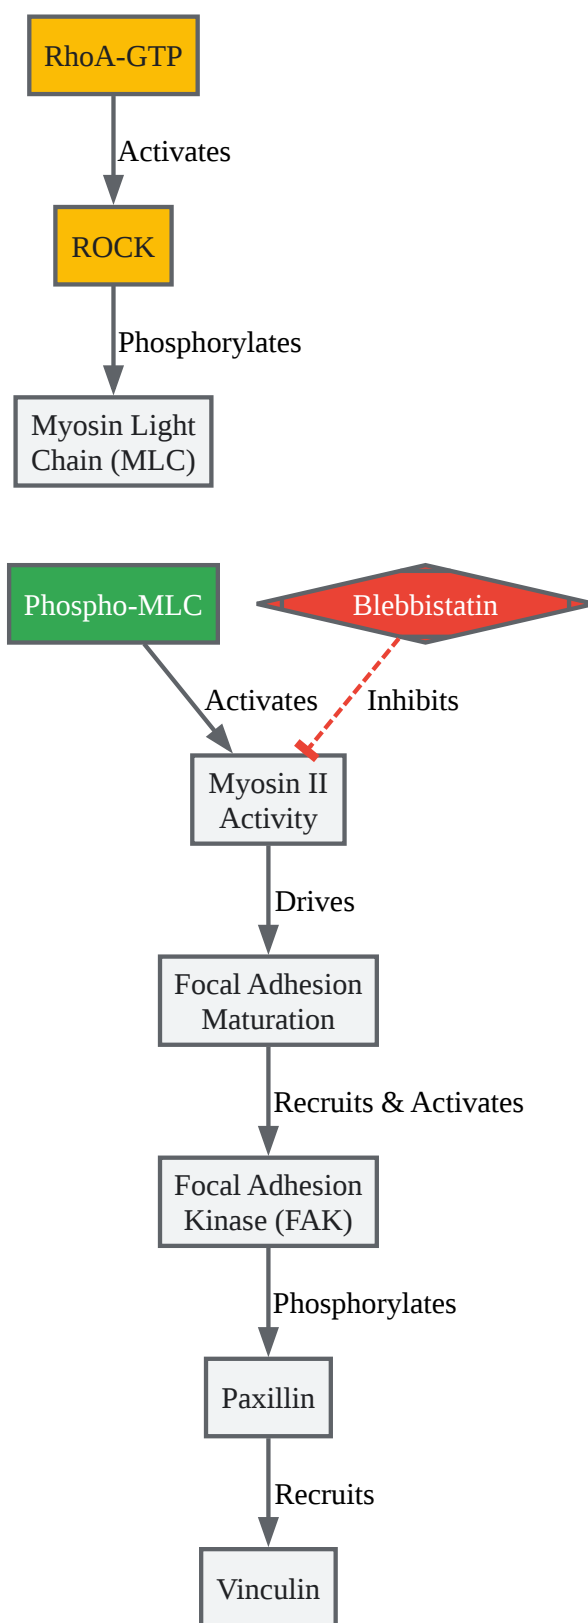 RhoA-GTP
Activates
ROCK
Phosphorylates
Myosin Light
Chain (MLC)
Phospho-MLC
Blebbistatin
Activates
Inhibits
Myosin II
Activity
Drives
Focal Adhesion
Maturation
Recruits & Activates
Focal Adhesion
Kinase (FAK)
Phosphorylates
Paxillin
Recruits
Vinculin